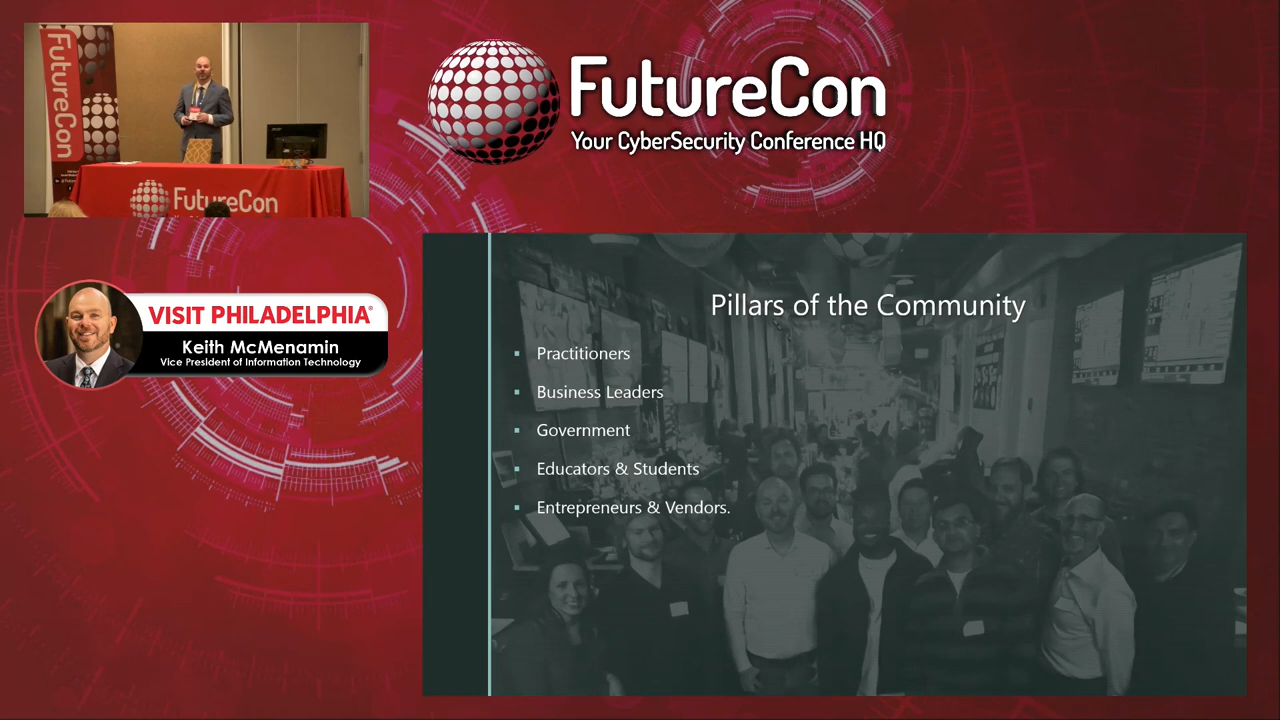 FutureCon
FutureCon
FutureCon
Your CyberSecurity Conference HQ
VISIT PHILADELPHIA®
Keith McMenamin
Vice President of Information Technology
Pillars of the Community
▪ Practitioners
▪ Business Leaders
▪ Government
▪ Educators & Students
▪ Entrepreneurs & Vendors.